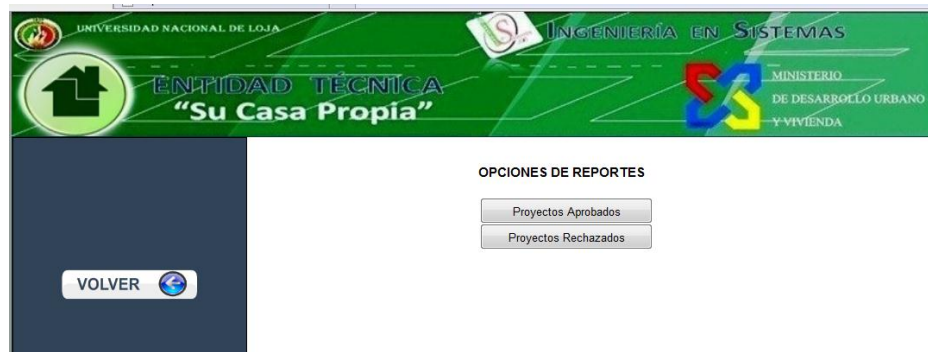 UNIVERSIDAD NACIONAL DE LOJA
INGENIERÍA EN SISTEMAS
ENTIDAD TÉCNICA
"Su Casa Propia"
MINISTERIO
DE DESARROLLO URBANO
Y VIVIENDA
OPCIONES DE REPORTES
Proyectos Aprobados
Proyectos Rechazados
VOLVER